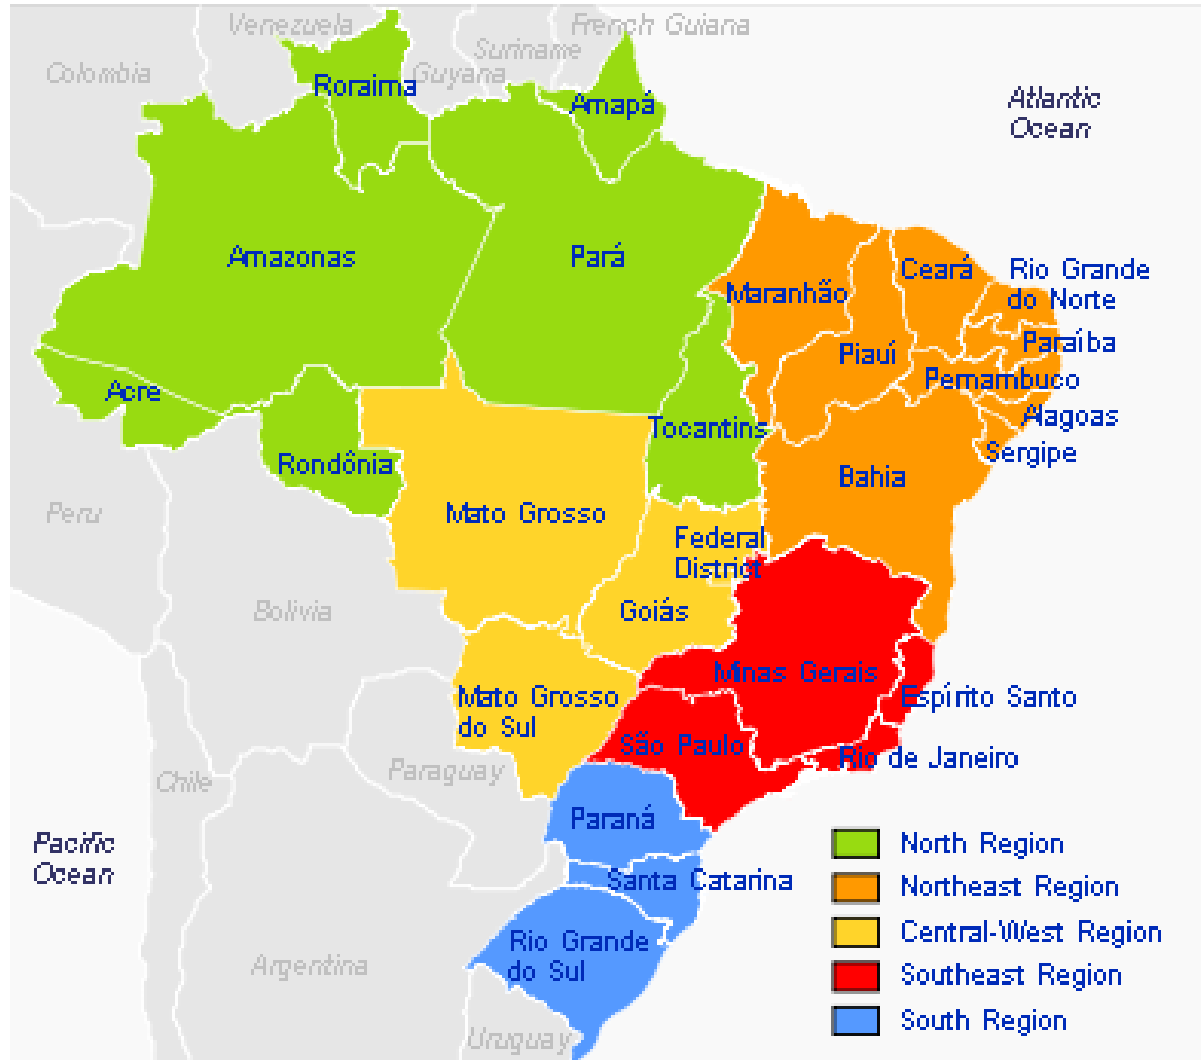 Venezuela
French Guiana
Suriname
Colombia
Guyana
Roraima
Amapá
Atlantic
Ocean
Amazonas
Pará
Ceará
Rio Grande
do Norte
Maranhão
Piauí
Paraíba
Pernambuco
Acre
Alagoas
Tocantins
Sergipe
Rondônia
Bahia
Peru
Mato Grosso
Federal
District
Bolivia
Goiás
Minas Gerais
Espírito Santo
Mato Grosso
do Sul
São Paulo
Rio de Janeiro
Paraguay
Chile
Paraná
Pacific
Ocean
Santa Catarina
Rio Grande
do Sul
Argentina
Uruguay
North Region
Northeast Region
Central-West Region
Southeast Region
South Region